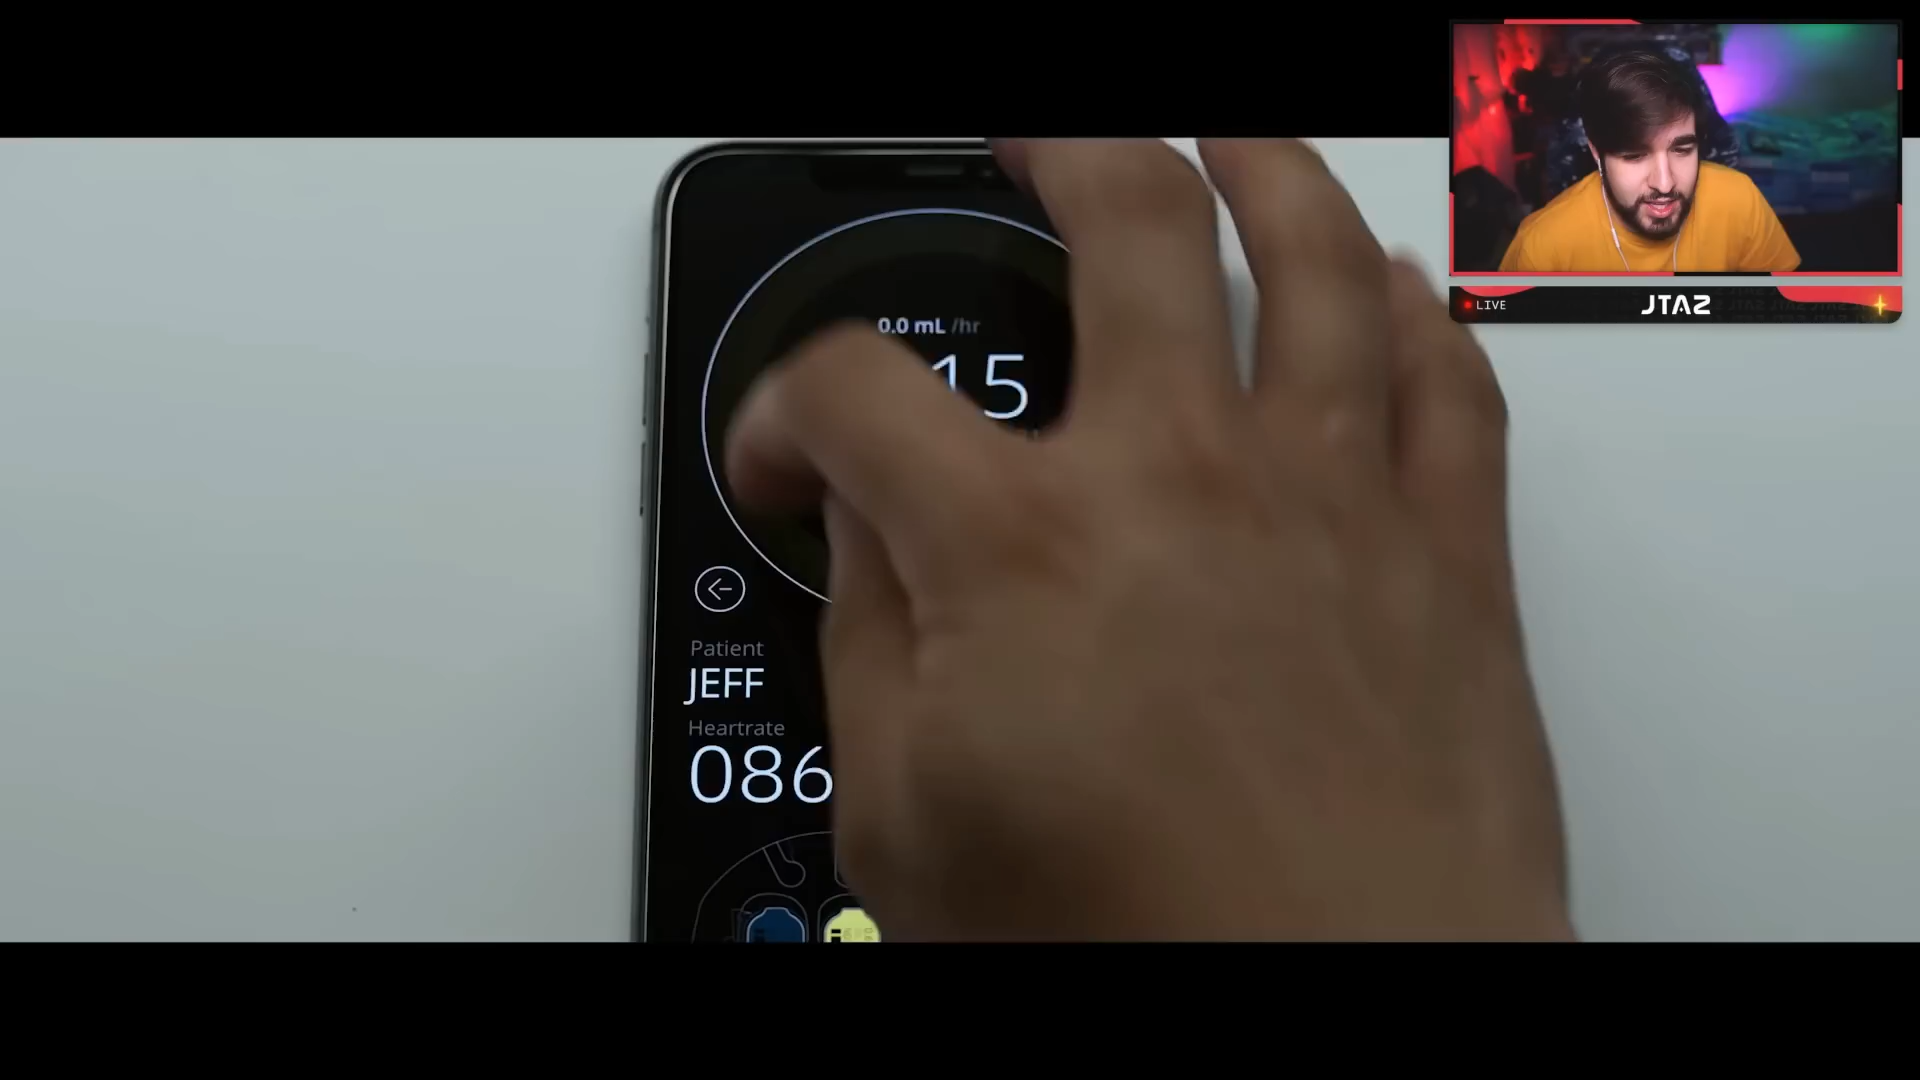 0.0 mL /hr
15
Patient
JEFF
Heartrate
086
LIVE
JTAZ